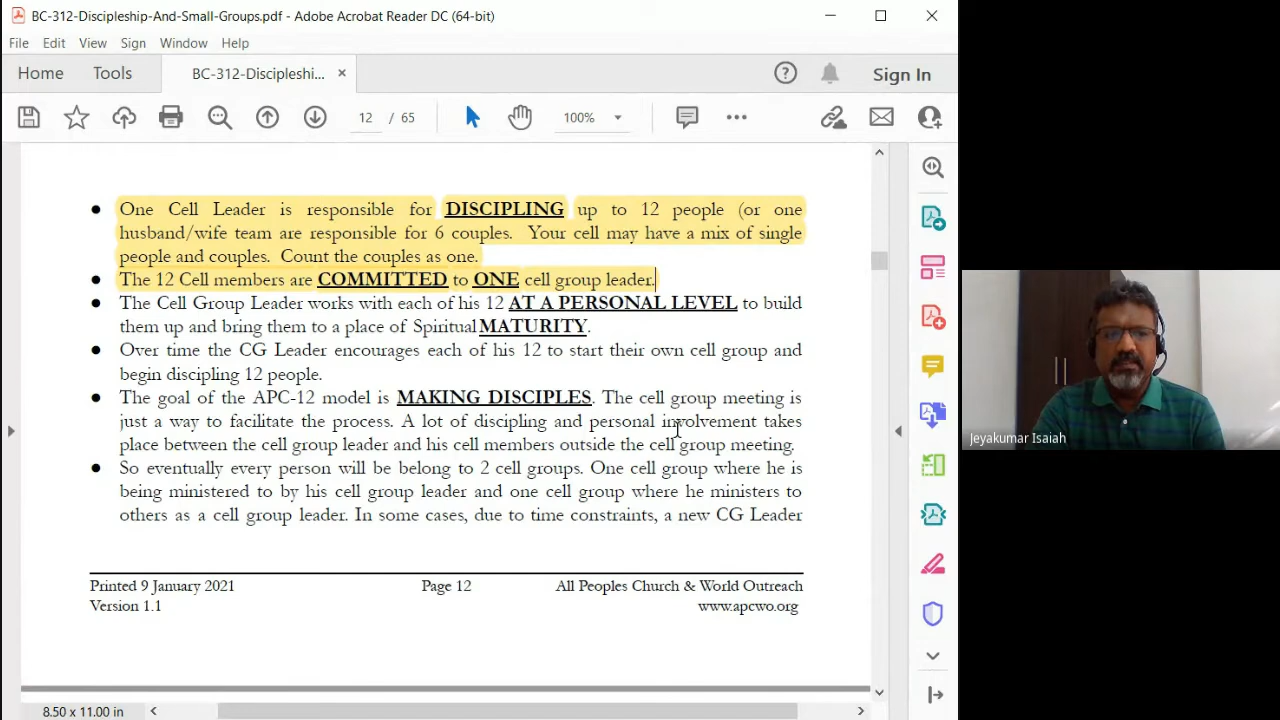 BC-312-Discipleship-And-Small-Groups.pdf - Adobe Acrobat Reader DC (64-bit)
File Edit View Sign Window Help
Home Tools BC-312-Discipleshi... × Sign In
12 / 65 100%
• One Cell Leader is responsible for DISCIPLING up to 12 people (or one
husband/wife team are responsible for 6 couples. Your cell may have a mix of single
people and couples. Count the couples as one.
• The 12 Cell members are COMMITTED to ONE cell group leader.
• The Cell Group Leader works with each of his 12 AT A PERSONAL LEVEL to build
them up and bring them to a place of Spiritual MATURITY.
• Over time the CG Leader encourages each of his 12 to start their own cell group and
begin discipling 12 people.
• The goal of the APC-12 model is MAKING DISCIPLES. The cell group meeting is
just a way to facilitate the process. A lot of discipling and personal involvement takes
place between the cell group leader and his cell members outside the cell group meeting.
• So eventually every person will be belong to 2 cell groups. One cell group where he is
being ministered to by his cell group leader and one cell group where he ministers to
others as a cell group leader. In some cases, due to time constraints, a new CG Leader
Printed 9 January 2021 Page 12 All Peoples Church & World Outreach
Version 1.1 www.apcwo.org
8.50 x 11.00 in
Jeyakumar Isaiah